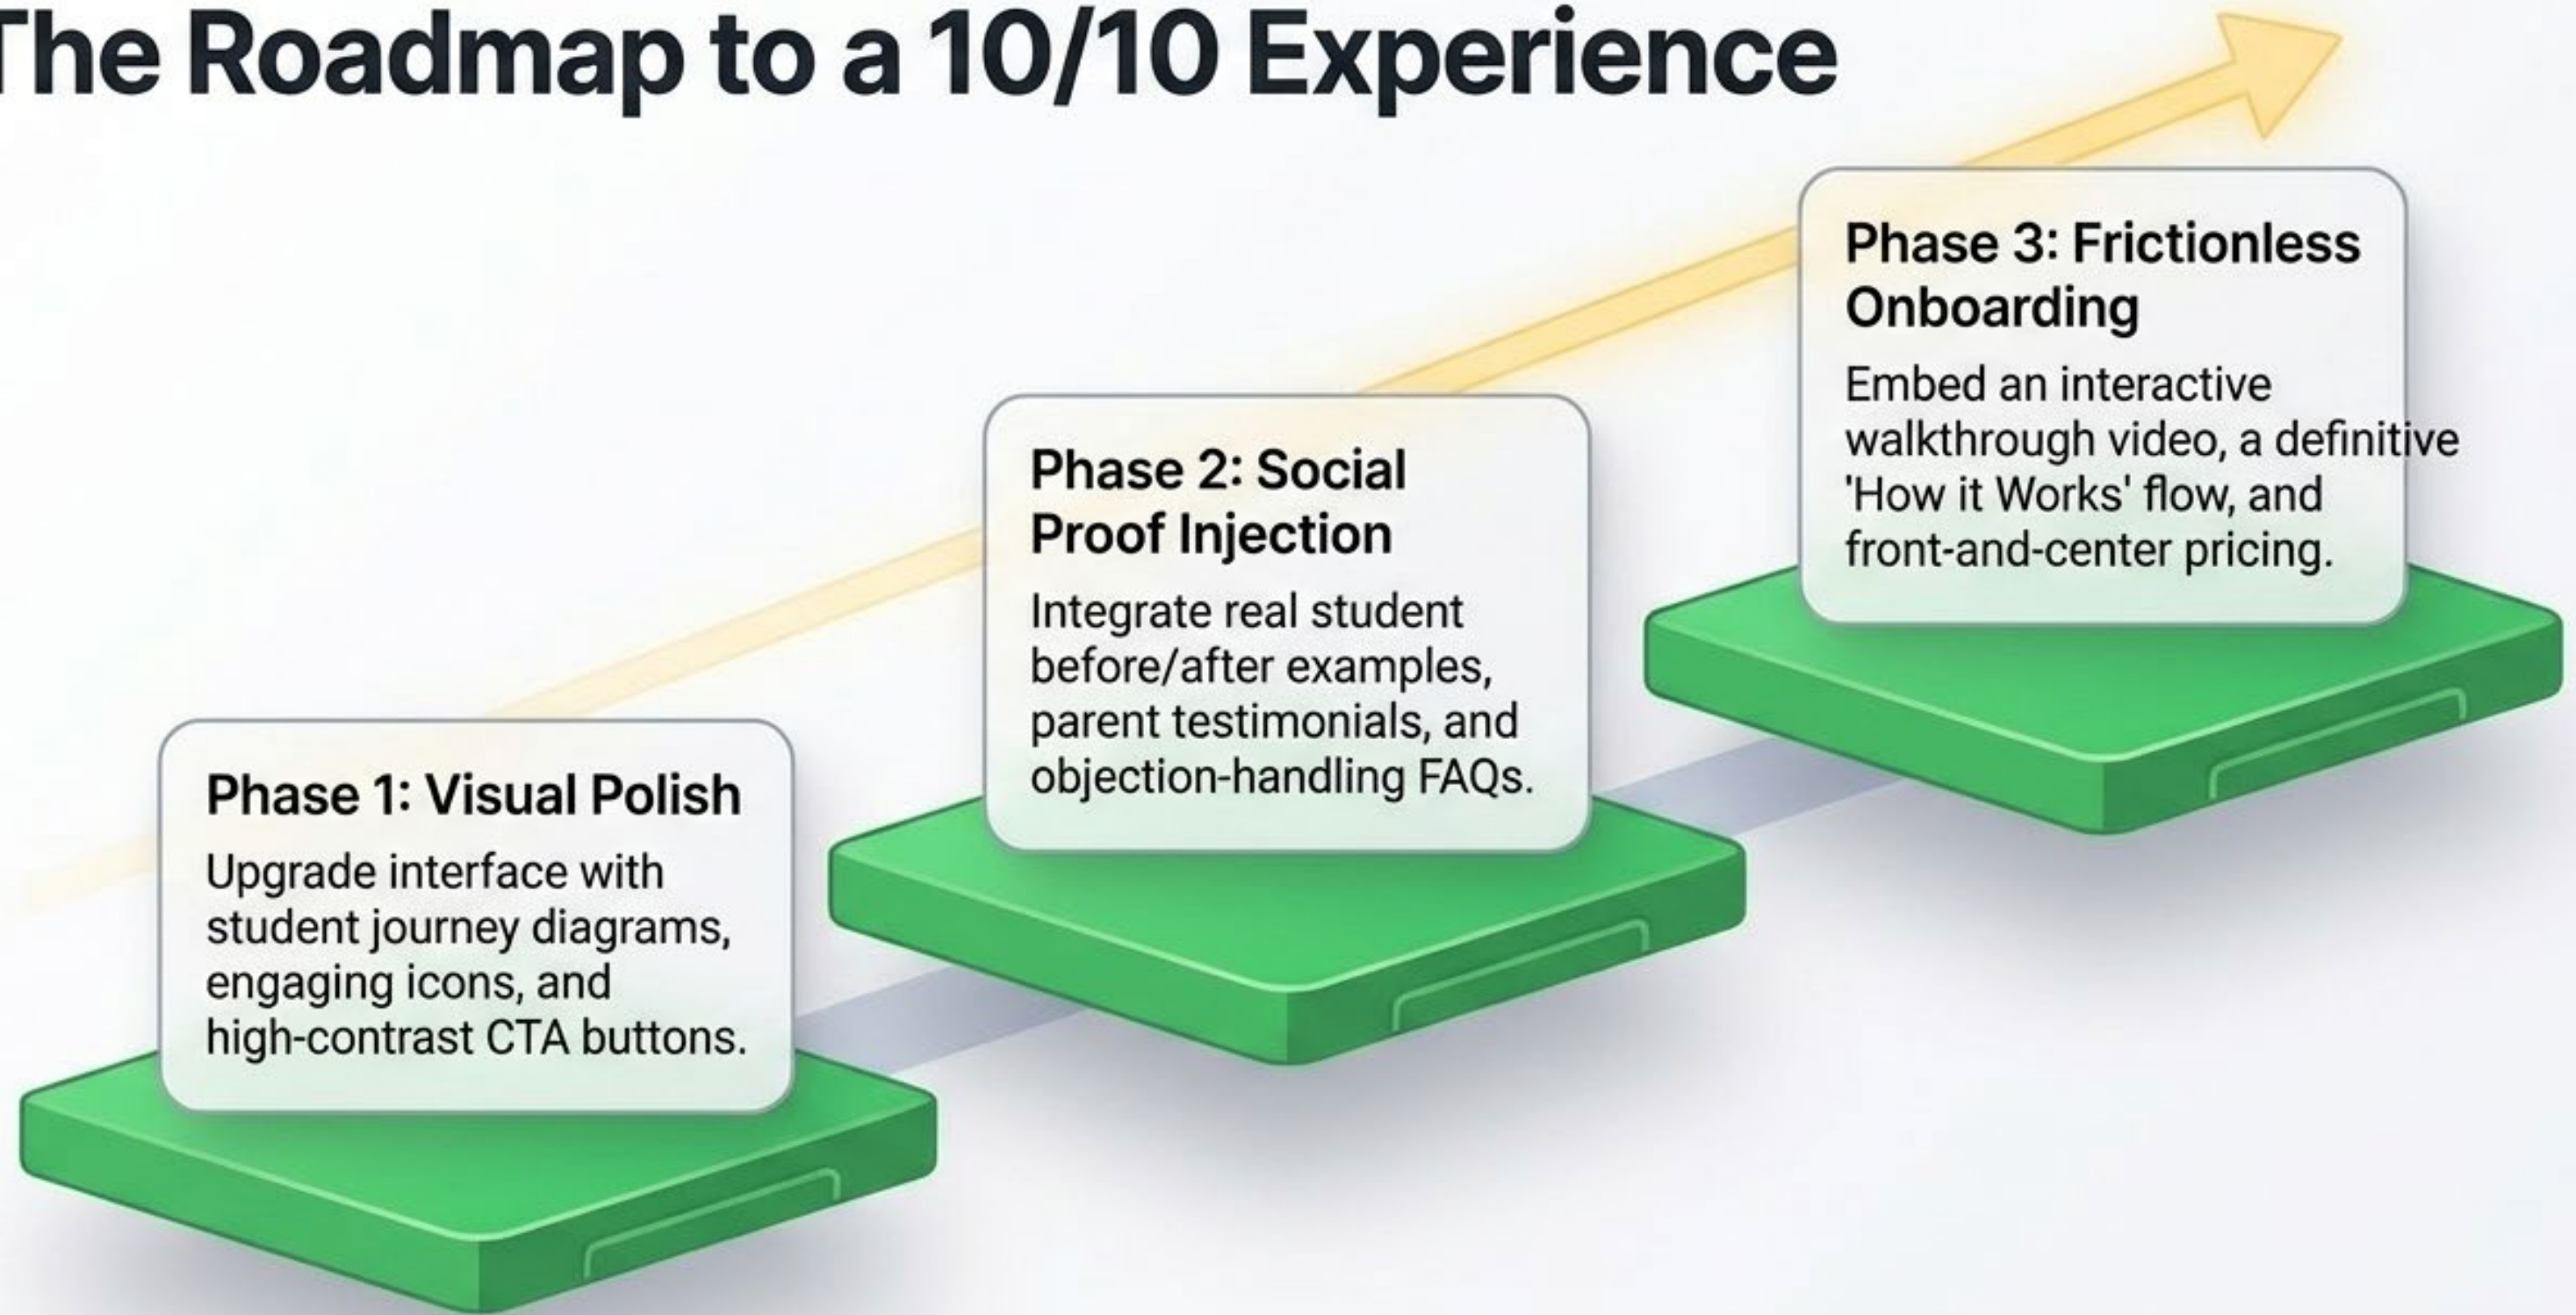 The Roadmap to a 10/10 Experience
Phase 1: Visual Polish
Upgrade interface with
student journey diagrams,
engaging icons, and
high-contrast CTA buttons.
Phase 2: Social
Proof Injection
Integrate real student
before/after examples,
parent testimonials, and
objection-handling FAQs.
Phase 3: Frictionless
Onboarding
Embed an interactive
walkthrough video, a definitive
'How it Works' flow, and
front-and-center pricing.